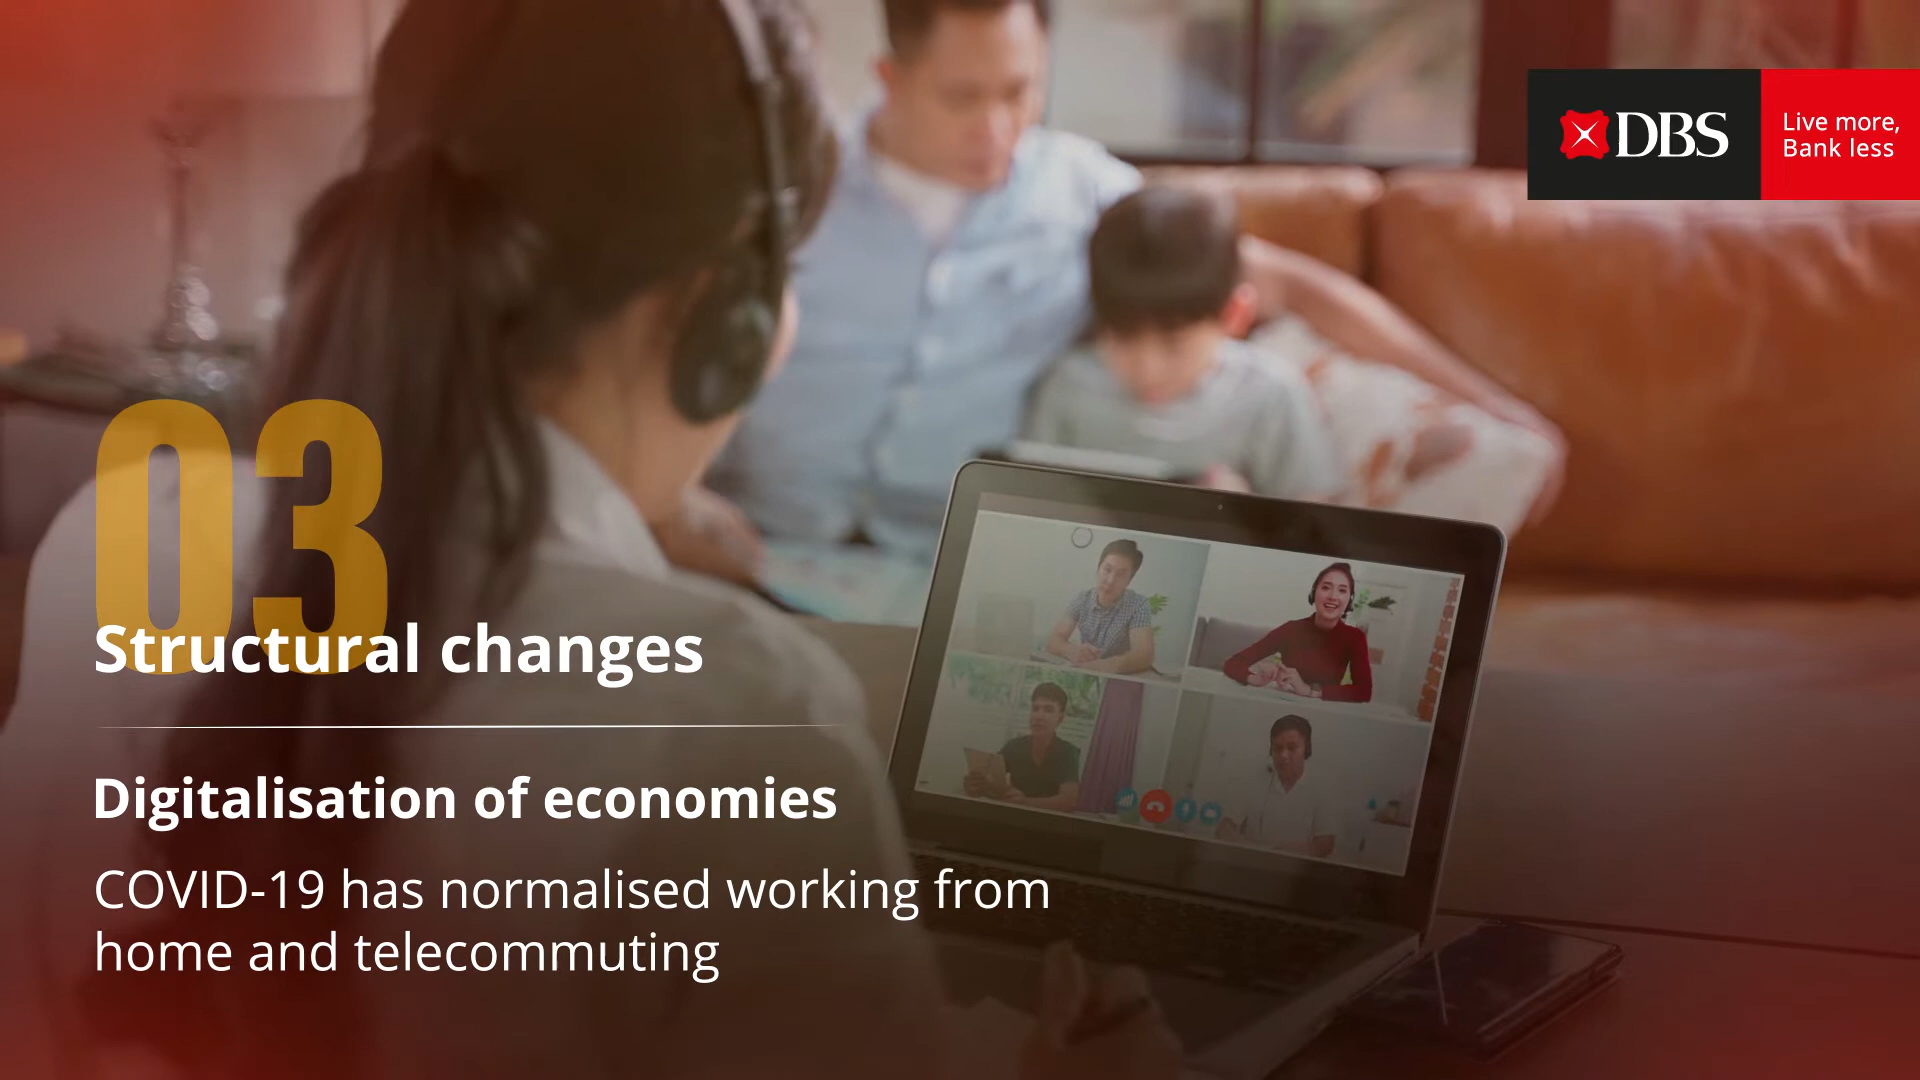 DBS
Live more,
Bank less
03
Structural changes
Digitalisation of economies
COVID-19 has normalised working from
home and telecommuting